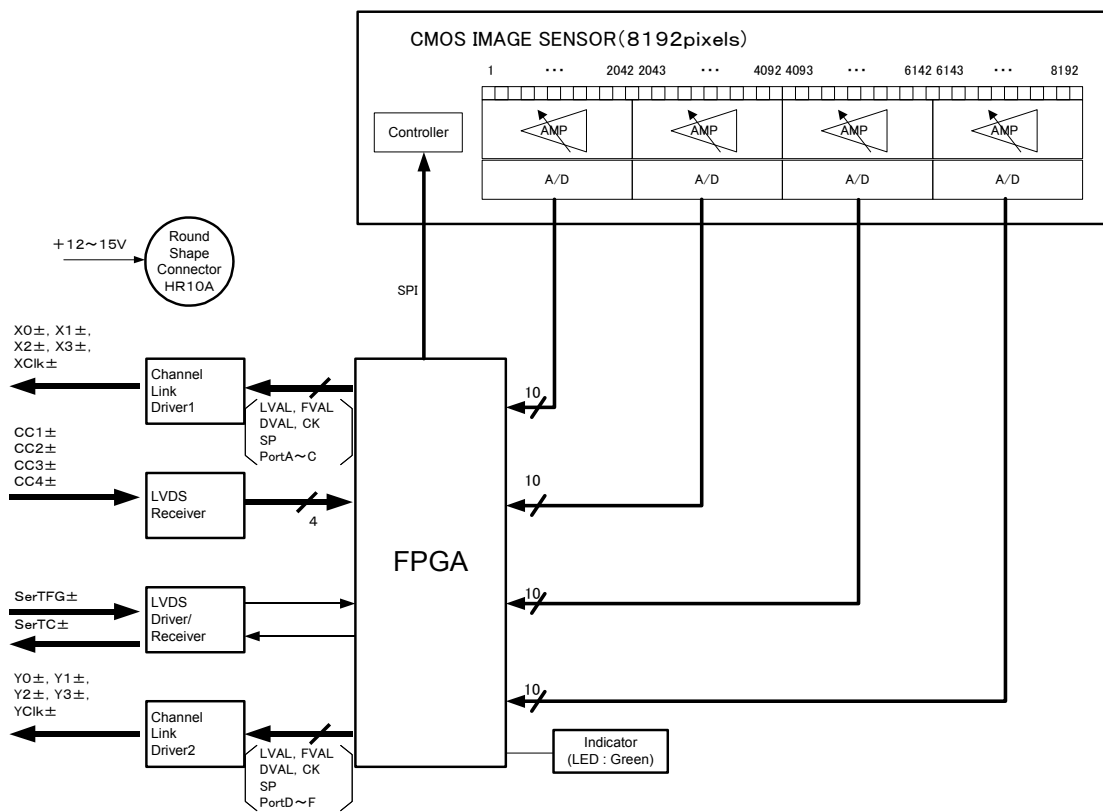 CMOS IMAGE SENSOR(8192pixels)
1 ・・・ 2042 2043 ・・・ 4092 4093 ・・・ 6142 6143 ・・・ 8192
Controller
AMP AMP AMP AMP
A/D A/D A/D A/D
+12～15V
Round
Shape
Connector
HR10A
SPI
X0±, X1±,
X2±, X3±,
XClk±
Channel
Link
Driver1
LVAL, FVAL
DVAL, CK
SP
PortA～C
10
CC1±
CC2±
CC3±
CC4±
LVDS
Receiver
4
10
FPGA
SerTFG±
SerTC±
LVDS
Driver/
Receiver
10
Y0±, Y1±,
Y2±, Y3±,
YClk±
Channel
Link
Driver2
LVAL, FVAL
DVAL, CK
SP
PortD～F
10
Indicator
(LED : Green)